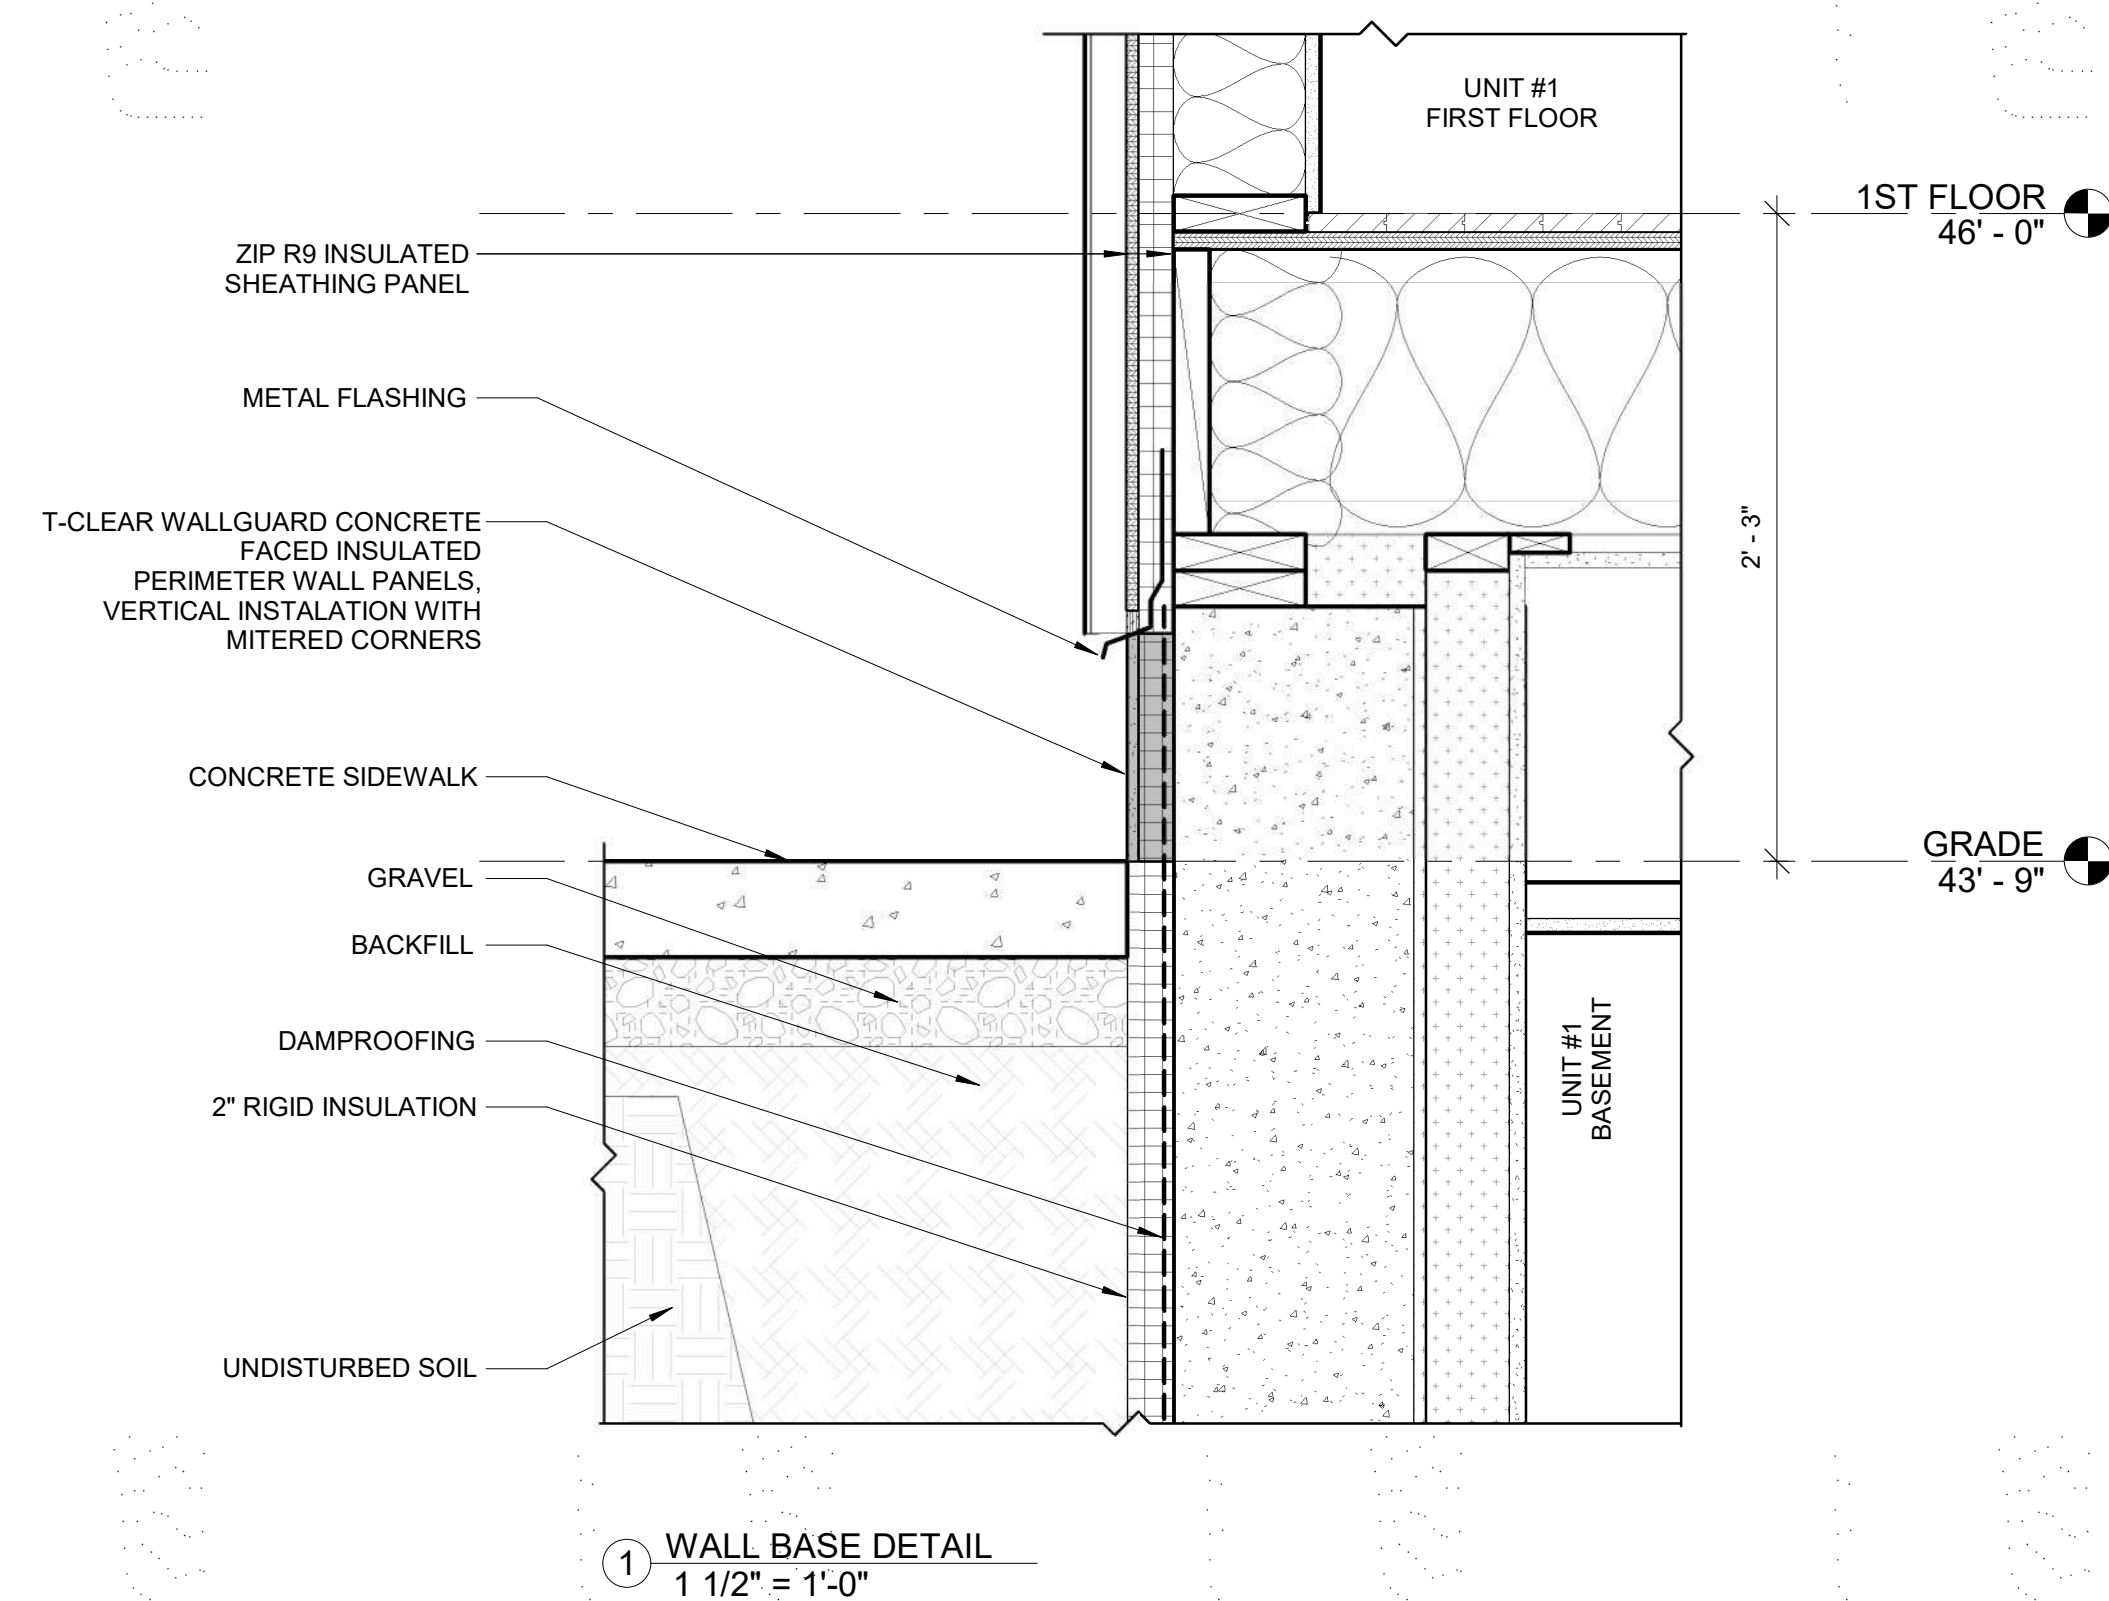 UNIT #1
FIRST FLOOR
1ST FLOOR
46' - 0"
ZIP R9 INSULATED
SHEATHING PANEL
METAL FLASHING
T-CLEAR WALLGUARD CONCRETE
FACED INSULATED
PERIMETER WALL PANELS,
VERTICAL INSTALATION WITH
MITERED CORNERS
2' - 3"
CONCRETE SIDEWALK
GRADE
43' - 9"
GRAVEL
BACKFILL
DAMPROOFING
2" RIGID INSULATION
UNIT #1
BASEMENT
UNDISTURBED SOIL
1
WALL BASE DETAIL
1 1/2" = 1'-0"